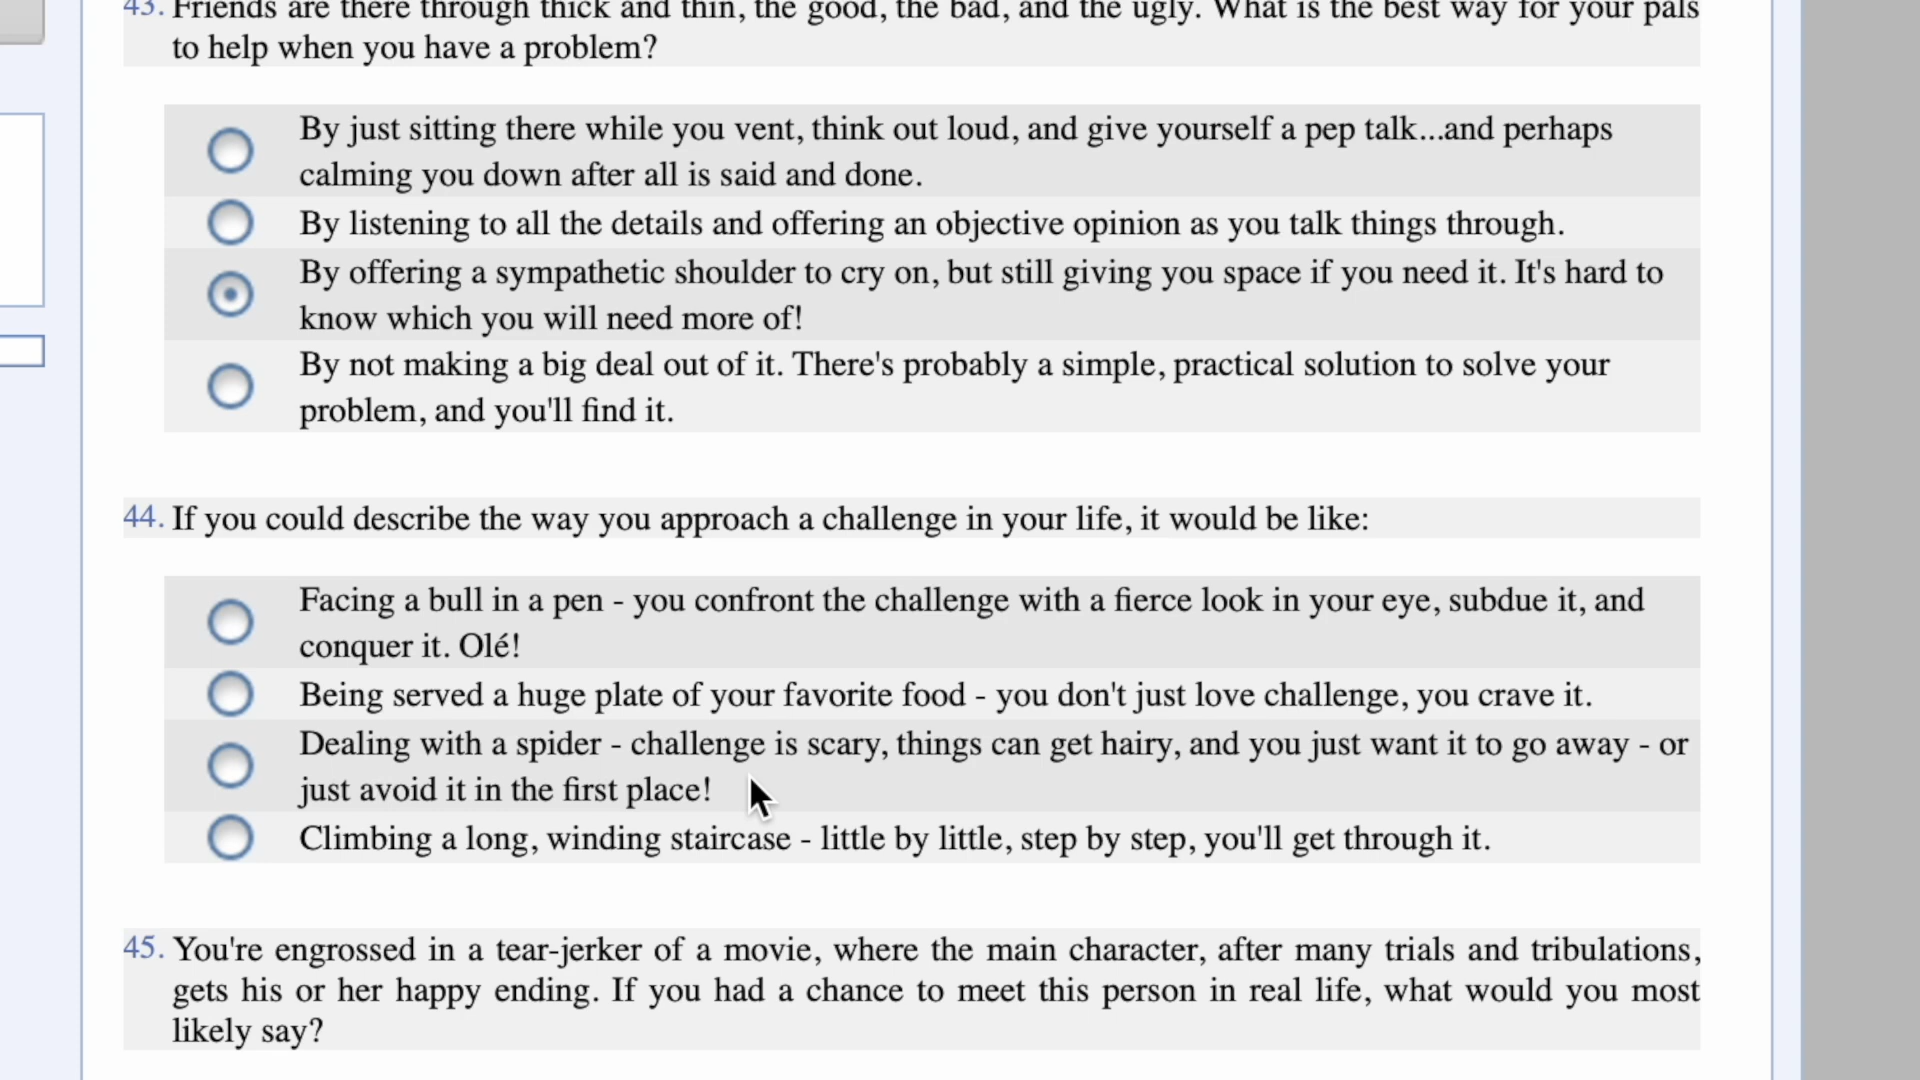 43. Friends are there through thick and thin, the good, the bad, and the ugly. What is the best way for your pals
to help when you have a problem?
By just sitting there while you vent, think out loud, and give yourself a pep talk...and perhaps
calming you down after all is said and done.
By listening to all the details and offering an objective opinion as you talk things through.
By offering a sympathetic shoulder to cry on, but still giving you space if you need it. It's hard to
know which you will need more of!
By not making a big deal out of it. There's probably a simple, practical solution to solve your
problem, and you'll find it.
44. If you could describe the way you approach a challenge in your life, it would be like:
Facing a bull in a pen - you confront the challenge with a fierce look in your eye, subdue it, and
conquer it. Olé!
Being served a huge plate of your favorite food - you don't just love challenge, you crave it.
Dealing with a spider - challenge is scary, things can get hairy, and you just want it to go away - or
just avoid it in the first place!
Climbing a long, winding staircase - little by little, step by step, you'll get through it.
45. You're engrossed in a tear-jerker of a movie, where the main character, after many trials and tribulations,
gets his or her happy ending. If you had a chance to meet this person in real life, what would you most
likely say?